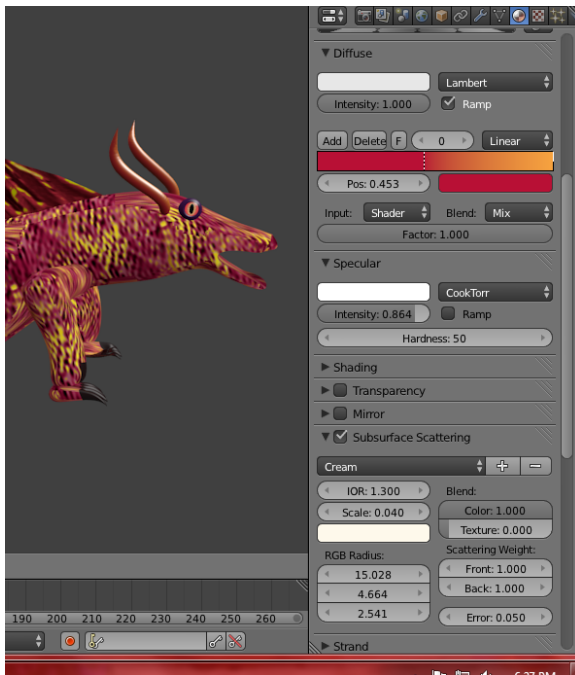 Diffuse
Lambert
Intensity: 1.000 Ramp
Add Delete F 0 Linear
Pos: 0.453
Input: Shader Blend: Mix
Factor: 1.000
Specular
CookTorr
Intensity: 0.864 Ramp
Hardness: 50
Shading
Transparency
Mirror
Subsurface Scattering
Cream
IOR: 1.300 Blend:
Scale: 0.040 Color: 1.000
Texture: 0.000
RGB Radius: Scattering Weight:
15.028 Front: 1.000
4.664 Back: 1.000
2.541 Error: 0.050
190 200 210 220 230 240 250 260
Strand